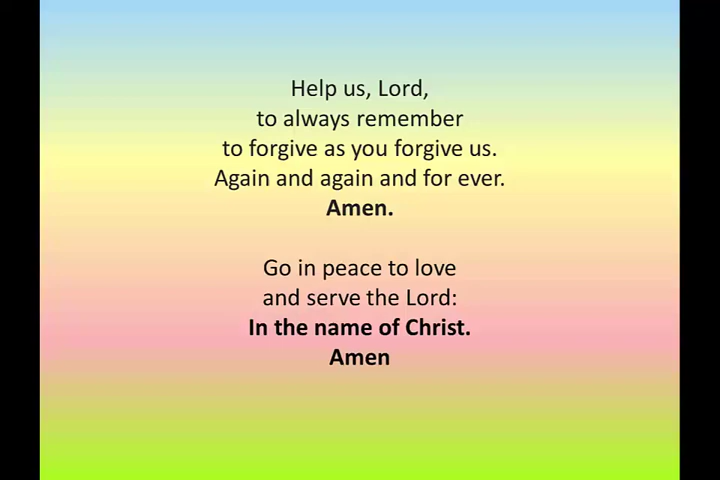 Help us, Lord,
to always remember
to forgive as you forgive us.
Again and again and for ever.
Amen.
Go in peace to love
and serve the Lord:
In the name of Christ.
Amen